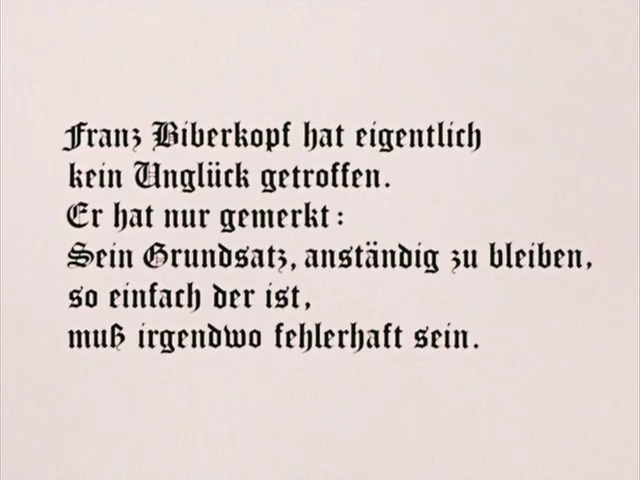 Franz Biberkopf hat eigentlich
kein Unglück getroffen.
Er hat nur gemerkt:
Sein Grundsatz, anständig zu bleiben,
so einfach der ist,
muß irgendwo fehlerhaft sein.